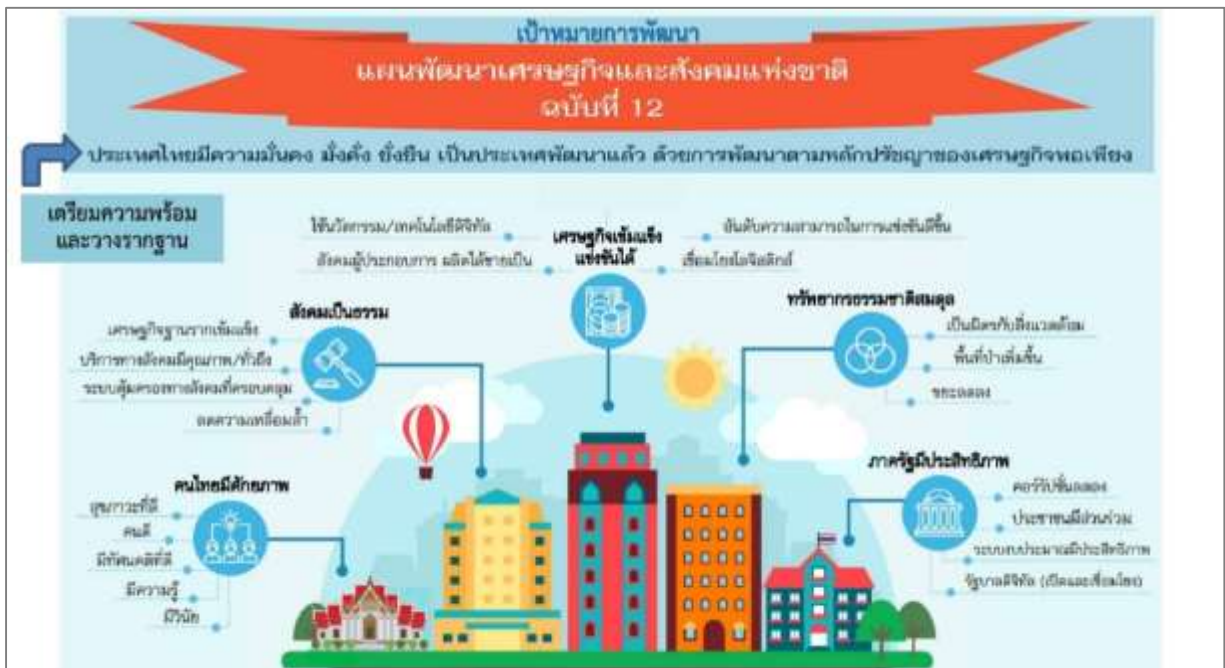 เป้าหมายการพัฒนา
แผนพัฒนาเศรษฐกิจและสังคมแห่งชาติ
ฉบับที่ 12
ประเทศไทยมีความมั่นคง มั่งคั่ง ยั่งยืน เป็นประเทศพัฒนาแล้ว ด้วยการพัฒนาตามหลักปรัชญาของเศรษฐกิจพอเพียง
เตรียมความพร้อม
และวางรากฐาน
เศรษฐกิจเข้มแข็ง
แข่งขันได้
ใช้นวัตกรรม/เทคโนโลยีดิจิทัล
สังคมผู้ประกอบการ ผลิตได้ขายเป็น
อันดับความสามารถในการแข่งขันดีขึ้น
เชื่อมโยงโลจิสติกส์
สังคมเป็นธรรม
เศรษฐกิจฐานรากเข้มแข็ง
บริการทางสังคมมีคุณภาพ/ทั่วถึง
ระบบคุ้มครองทางสังคมที่ครอบคลุม
ลดความเหลื่อมล้ำ
ทรัพยากรธรรมชาติสมดุล
เป็นมิตรกับสิ่งแวดล้อม
พื้นที่ป่าเพิ่มขึ้น
ขยะลดลง
คนไทยมีศักยภาพ
สุขภาวะที่ดี
คนดี
มีทัศนคติที่ดี
มีความรู้
มีวินัย
ภาครัฐมีประสิทธิภาพ
คอร์รัปชั่นลดลง
ประชาชนมีส่วนร่วม
ระบบงบประมาณมีประสิทธิภาพ
รัฐบาลดิจิทัล (เปิดและเชื่อมโยง)